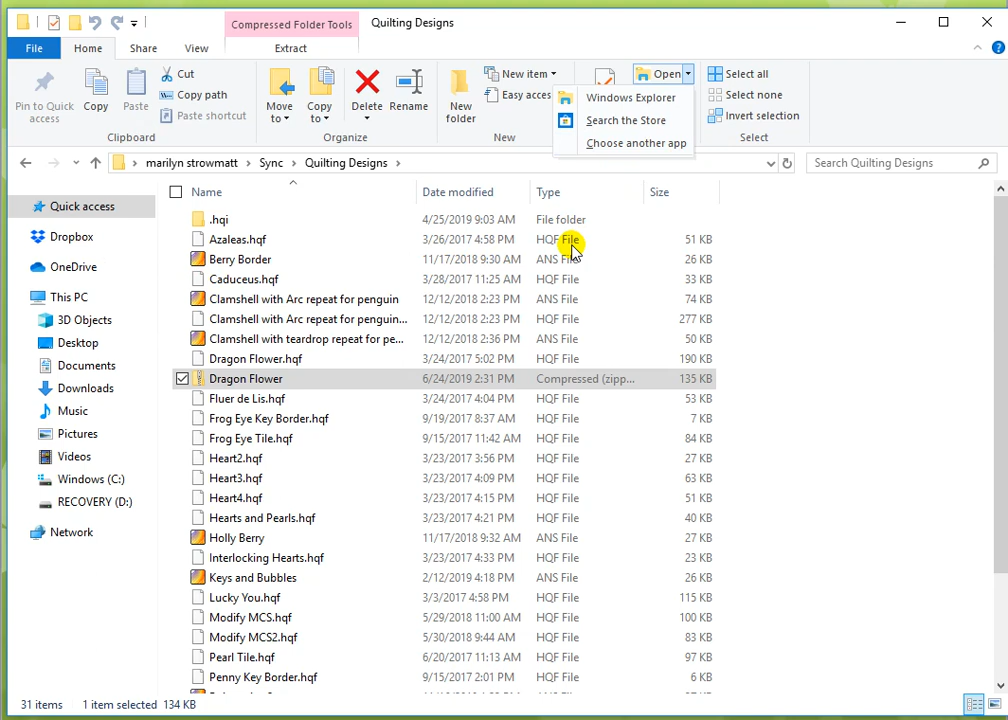 Compressed Folder Tools
Quilting Designs
File
Home
Share
View
Extract
Pin to Quick access
Copy
Paste
Cut
Copy path
Paste shortcut
Move to
Copy to
Delete
Rename
New folder
New item
Easy acces
Open
Select all
Select none
Invert selection
Windows Explorer
Search the Store
Choose another app
Clipboard
Organize
New
Select
marilyn strowmatt > Sync > Quilting Designs >
Search Quilting Designs
Name Date modified Type Size
Quick access
Dropbox
OneDrive
This PC
3D Objects
Desktop
Documents
Downloads
Music
Pictures
Videos
Windows (C:)
RECOVERY (D:)
Network
.hqi 4/25/2019 9:03 AM File folder
Azaleas.hqf 3/26/2017 4:58 PM HQF File 51 KB
Berry Border 11/17/2018 9:30 AM ANS File 26 KB
Caduceus.hqf 3/28/2017 11:25 AM HQF File 33 KB
Clamshell with Arc repeat for penguin 12/12/2018 2:23 PM ANS File 74 KB
Clamshell with Arc repeat for penguin... 12/12/2018 2:23 PM HQF File 277 KB
Clamshell with teardrop repeat for pe... 12/12/2018 2:36 PM ANS File 50 KB
Dragon Flower.hqf 3/24/2017 5:02 PM HQF File 190 KB
Dragon Flower 6/24/2019 2:31 PM Compressed (zipp... 135 KB
Fluer de Lis.hqf 3/24/2017 4:04 PM HQF File 53 KB
Frog Eye Key Border.hqf 9/19/2017 8:37 AM HQF File 7 KB
Frog Eye Tile.hqf 9/15/2017 11:42 AM HQF File 84 KB
Heart2.hqf 3/23/2017 3:56 PM HQF File 27 KB
Heart3.hqf 3/23/2017 4:09 PM HQF File 63 KB
Heart4.hqf 3/23/2017 4:15 PM HQF File 51 KB
Hearts and Pearls.hqf 3/23/2017 4:21 PM HQF File 40 KB
Holly Berry 11/17/2018 9:32 AM ANS File 27 KB
Interlocking Hearts.hqf 3/23/2017 4:33 PM HQF File 23 KB
Keys and Bubbles 2/12/2019 4:18 PM ANS File 26 KB
Lucky You.hqf 3/3/2017 4:58 PM HQF File 115 KB
Modify MCS.hqf 5/29/2018 11:00 AM HQF File 100 KB
Modify MCS2.hqf 5/30/2018 9:44 AM HQF File 83 KB
Pearl Tile.hqf 6/20/2017 11:13 AM HQF File 97 KB
Penny Key Border.hqf 9/15/2017 2:01 PM HQF File 6 KB
31 items 1 item selected 134 KB